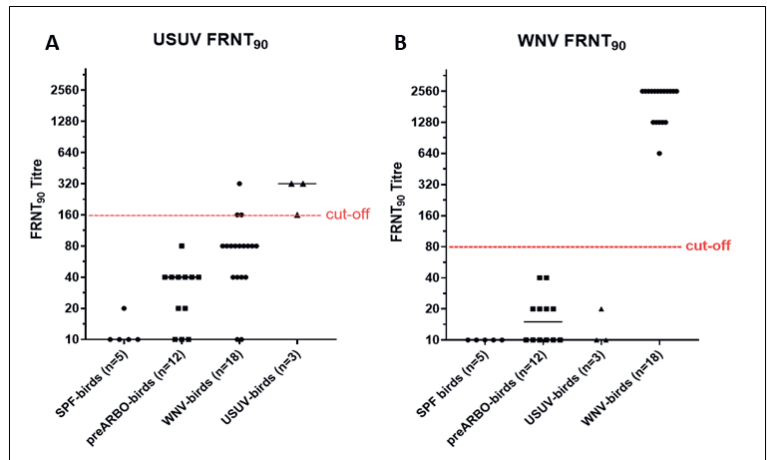 A
USUV FRNT90
FRNT90 Titre
2560
1280
640
320
160
80
40
20
10
cut-off
SPF-birds (n=5)
preARBO-birds (n=12)
WNV-birds (n=18)
USUV-birds (n=3)
B
WNV FRNT90
FRNT90 Titre
2560
1280
640
320
160
80
40
20
10
cut-off
SPF birds (n=5)
preARBO-birds (n=12)
USUV-birds (n=3)
WNV-birds (n=18)